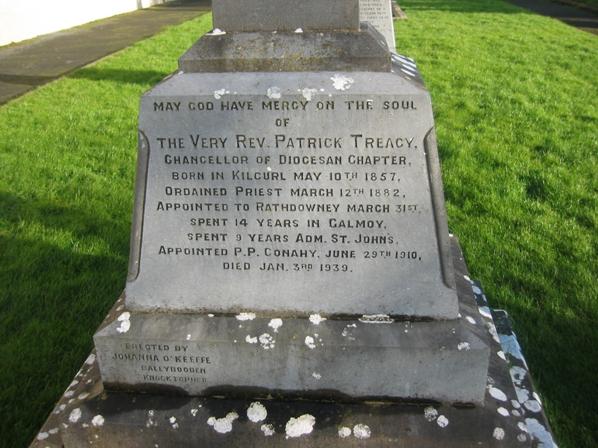 MAY GOD HAVE MERCY ON THE SOUL
OF
THE VERY REV. PATRICK TREACY,
CHANCELLOR OF DIOCESAN CHAPTER,
BORN IN KILCURL MAY 10TH 1857,
ORDAINED PRIEST MARCH 12TH 1882,
APPOINTED TO RATHDOWNEY MARCH 31ST,
SPENT 14 YEARS IN GALMOY,
SPENT 9 YEARS ADM. ST. JOHNS,
APPOINTED P.P. CONAHY, JUNE 29TH 1910,
DIED JAN. 3RD 1939.
ERECTED BY
JOHANNA O'KEEFFE
BALLYBOODEN
KNOCKTOPHER